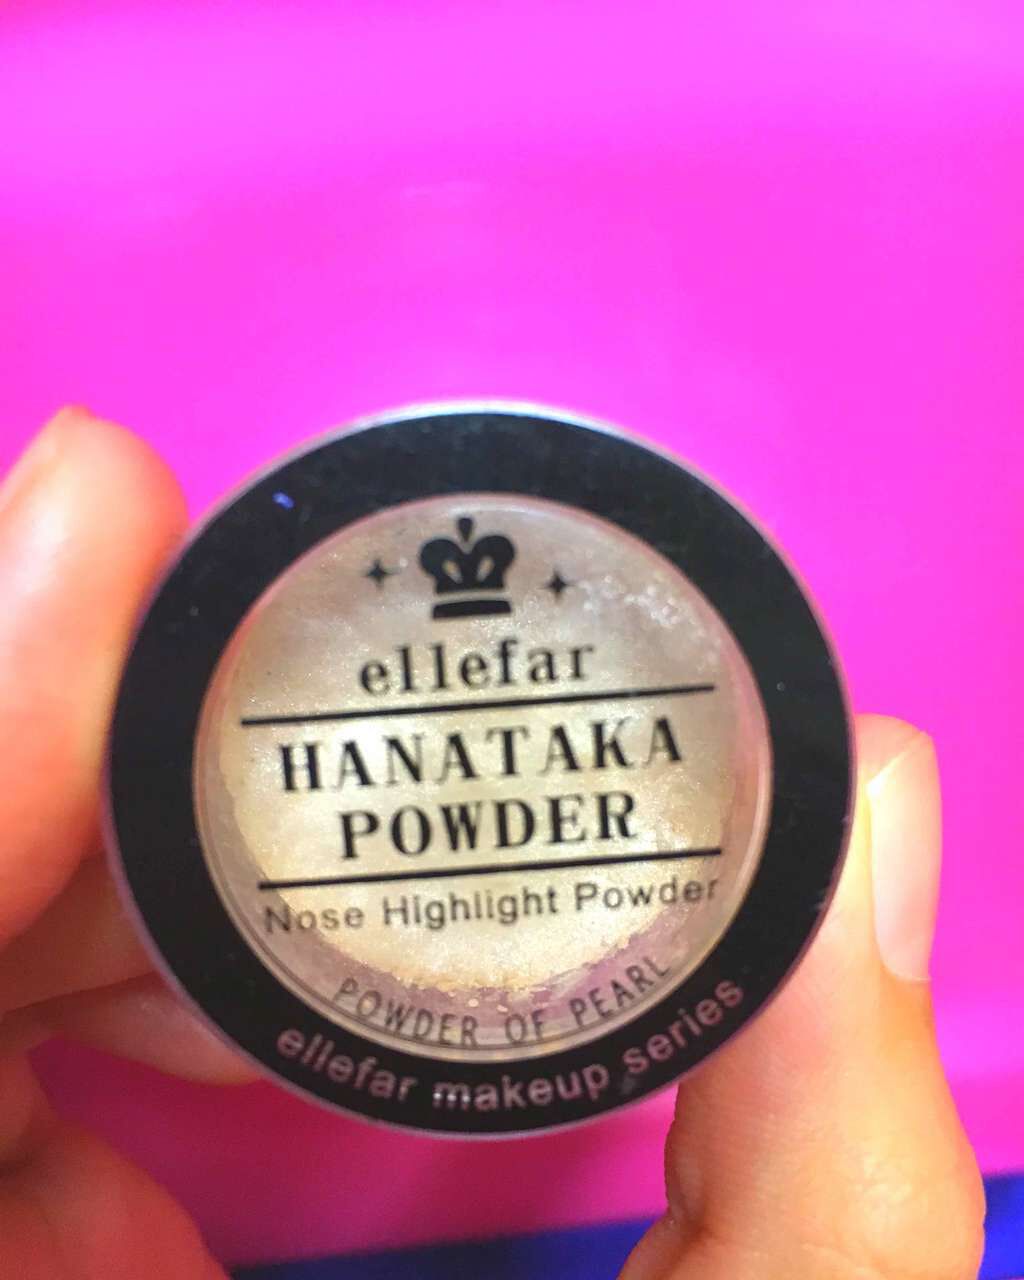 ellefar
HANATAKA
POWDER
Nose Highlight Powder
POWDER OF PEARL
ellefar makeup series